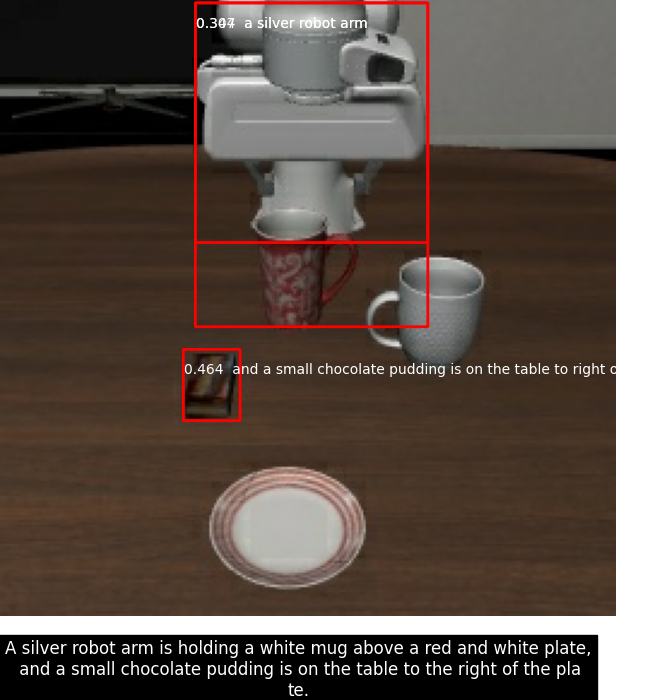 a silver robot arm
0.464 and a small chocolate pudding is on the table to right o
A silver robot arm is holding a white mug above a red and white plate,
and a small chocolate pudding is on the table to the right of the pla
te.